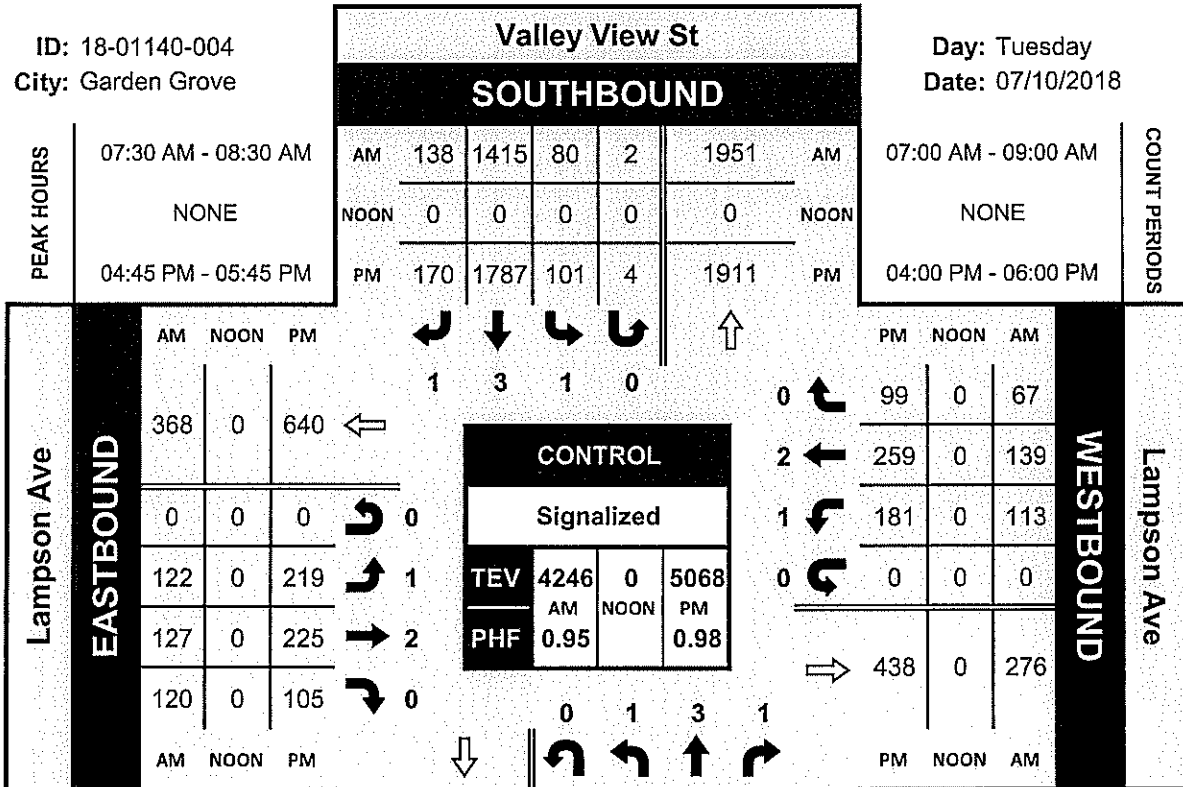 ID: 18-01140-004
City: Garden Grove
Valley View St
SOUTHBOUND
Day: Tuesday
Date: 07/10/2018
PEAK HOURS
07:30 AM - 08:30 AM
NONE
04:45 PM - 05:45 PM
AM 138 1415 80 2 1951 AM
NOON 0 0 0 0 0 NOON
PM 170 1787 101 4 1911 PM
1 3 1 0
07:00 AM - 09:00 AM
NONE
04:00 PM - 06:00 PM
COUNT PERIODS
Lampson Ave
EASTBOUND
AM NOON PM
368 0 640
0 0 0 0
122 0 219 1
127 0 225 2
120 0 105 0
AM NOON PM
CONTROL
Signalized
TEV 4246 0 5068
AM NOON PM
PHF 0.95 0.98
PM NOON AM
0 99 0 67
2 259 0 139
1 181 0 113
0 0 0 0
438 0 276
PM NOON AM
WESTBOUND
Lampson Ave
0 1 3 1